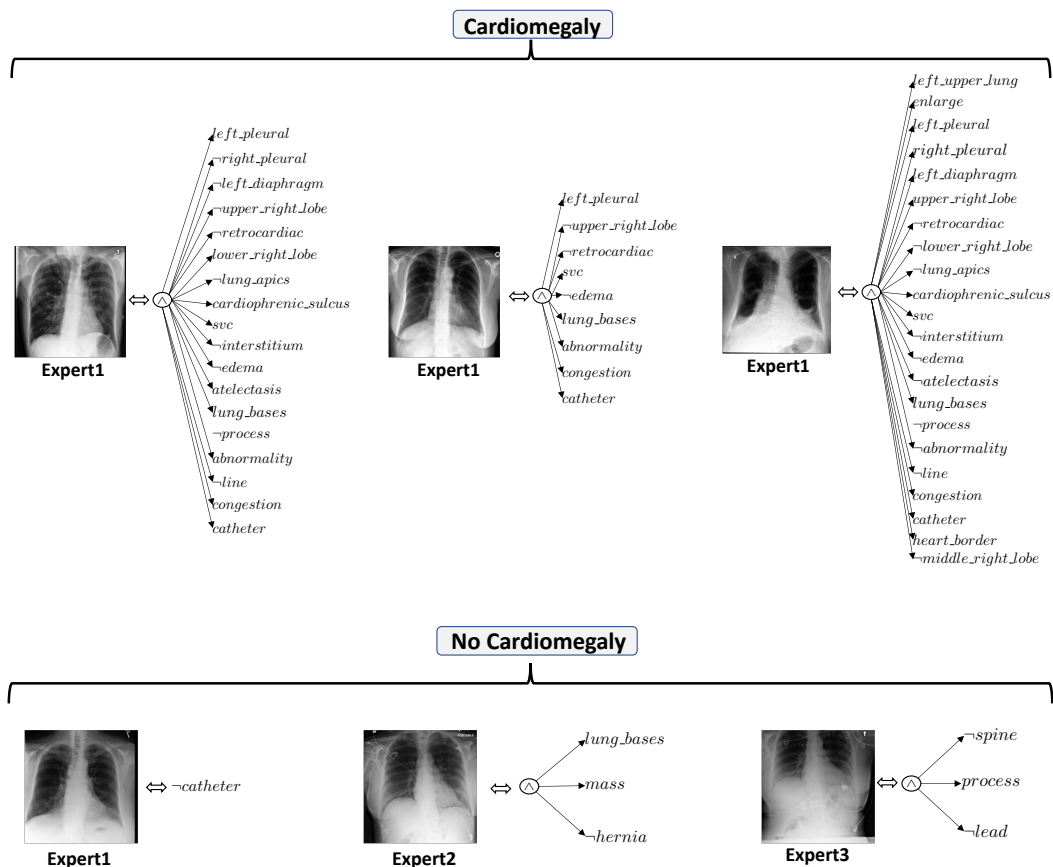 Cardiomegaly
left_pleural
¬right_pleural
¬left_diaphragm
¬upper_right_lobe
¬retrocardiac
lower_right_lobe
¬lung_apics
cardiophrenic_sulcus
svc
¬interstitium
¬edema
atelectasis
lung_bases
¬process
abnormality
¬line
congestion
catheter
∧
Expert1
left_pleural
¬upper_right_lobe
¬retrocardiac
svc
¬edema
lung_bases
abnormality
congestion
catheter
∧
Expert1
left_upper_lung
enlarge
left_pleural
right_pleural
left_diaphragm
upper_right_lobe
¬retrocardiac
¬lower_right_lobe
¬lung_apics
cardiophrenic_sulcus
svc
¬interstitium
¬edema
¬atelectasis
lung_bases
¬process
¬abnormality
¬line
congestion
catheter
heart_border
¬middle_right_lobe
∧
Expert1
No Cardiomegaly
⇔ ¬catheter
Expert1
lung_bases
⇔ ∧ mass
¬hernia
Expert2
¬spine
⇔ ∧ process
¬lead
Expert3